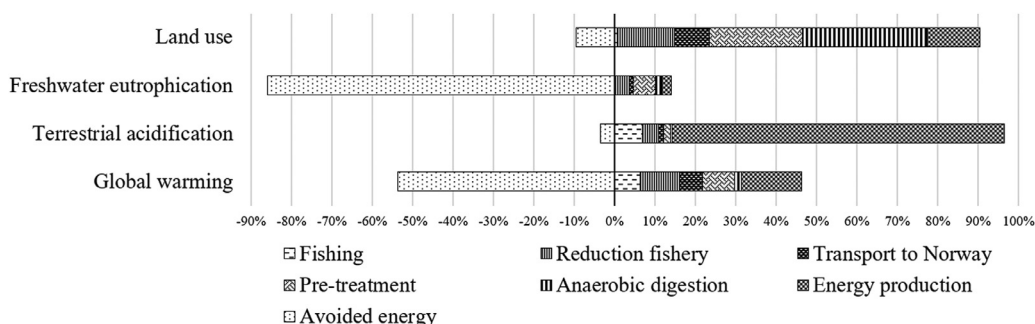 Land use
Freshwater eutrophication
Terrestrial acidification
Global warming
-90% -80% -70% -60% -50% -40% -30% -20% -10% 0% 10% 20% 30% 40% 50% 60% 70% 80% 90% 100%
Fishing Reduction fishery Transport to Norway
Pre-treatment Anaerobic digestion Energy production
Avoided energy